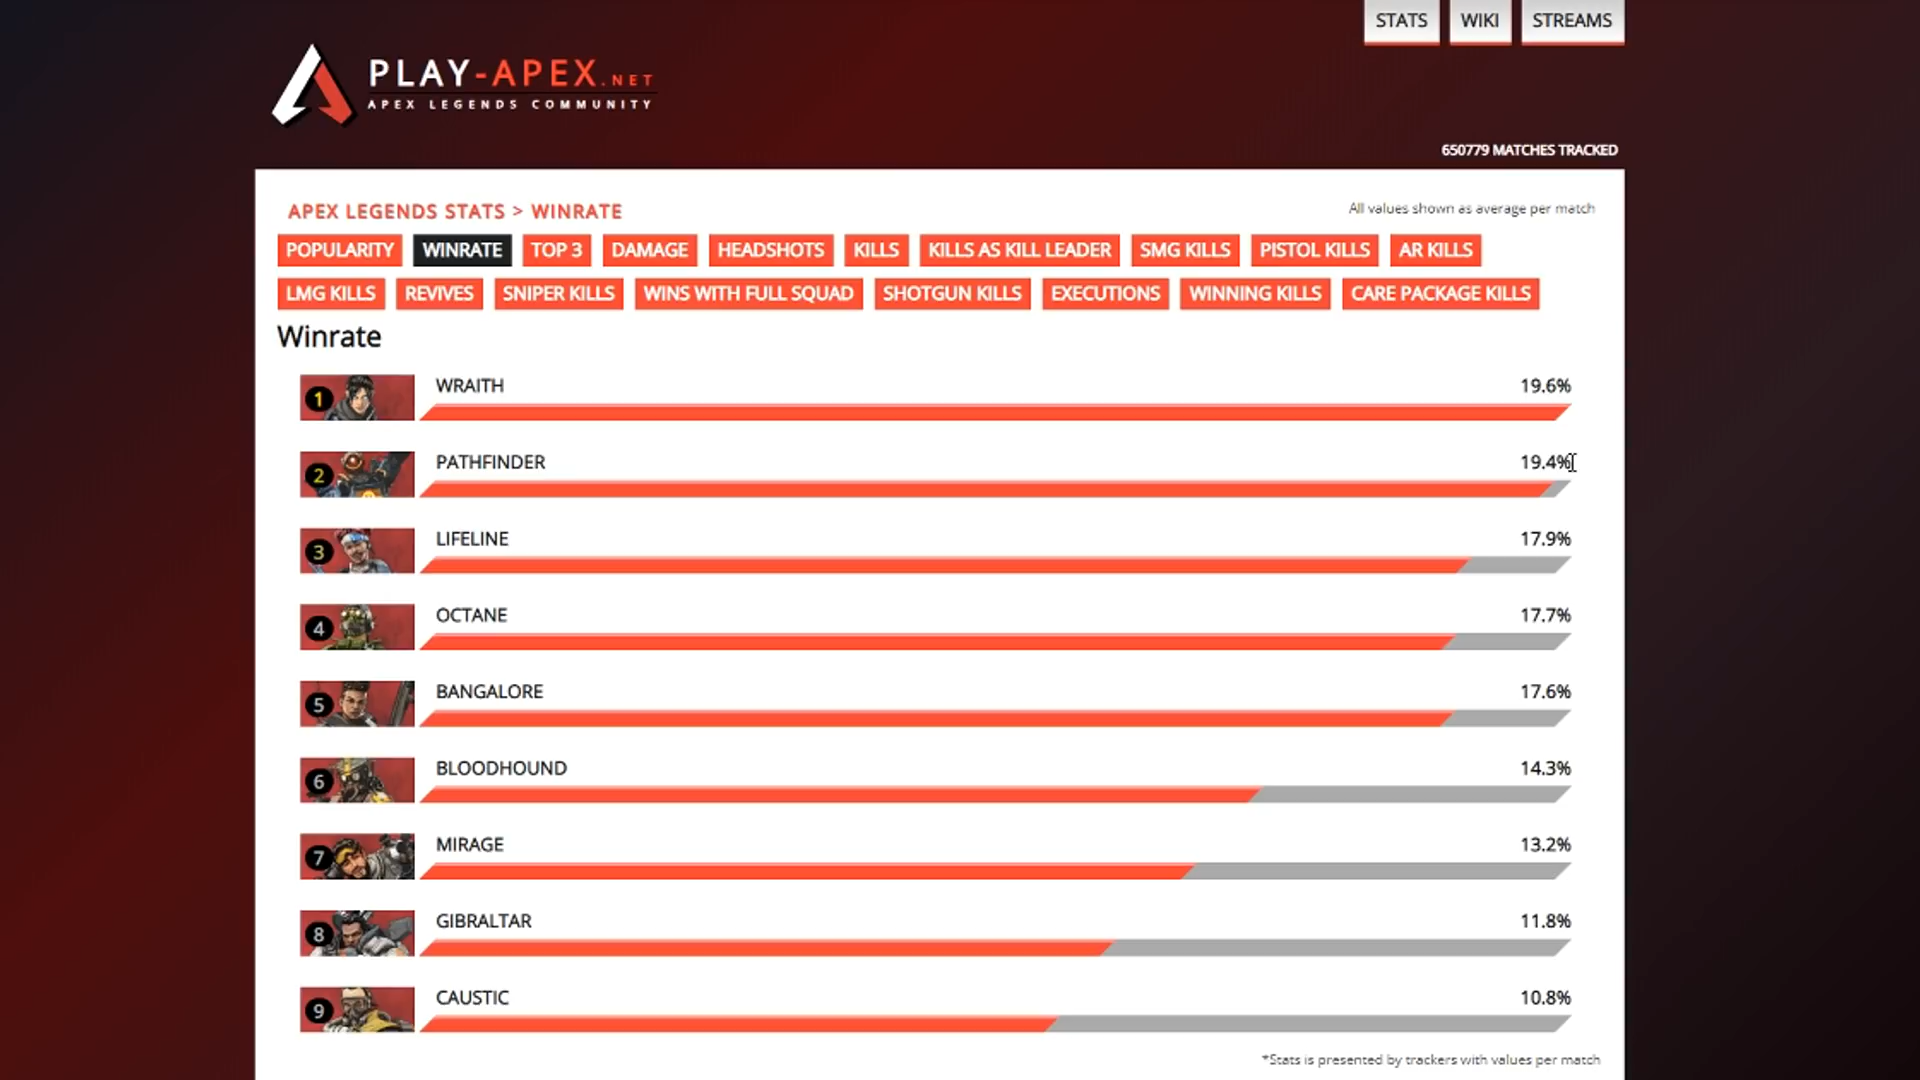 STATS WIKI STREAMS
PLAY-APEX.NET
APEX LEGENDS COMMUNITY
650779 MATCHES TRACKED
APEX LEGENDS STATS > WINRATE
All values shown as average per match
POPULARITY WINRATE TOP 3 DAMAGE HEADSHOTS KILLS KILLS AS KILL LEADER SMG KILLS PISTOL KILLS AR KILLS
LMG KILLS REVIVES SNIPER KILLS WINS WITH FULL SQUAD SHOTGUN KILLS EXECUTIONS WINNING KILLS CARE PACKAGE KILLS
Winrate
1 WRAITH 19.6%
2 PATHFINDER 19.4%
3 LIFELINE 17.9%
4 OCTANE 17.7%
5 BANGALORE 17.6%
6 BLOODHOUND 14.3%
7 MIRAGE 13.2%
8 GIBRALTAR 11.8%
9 CAUSTIC 10.8%
*Stats is presented by trackers with values per match